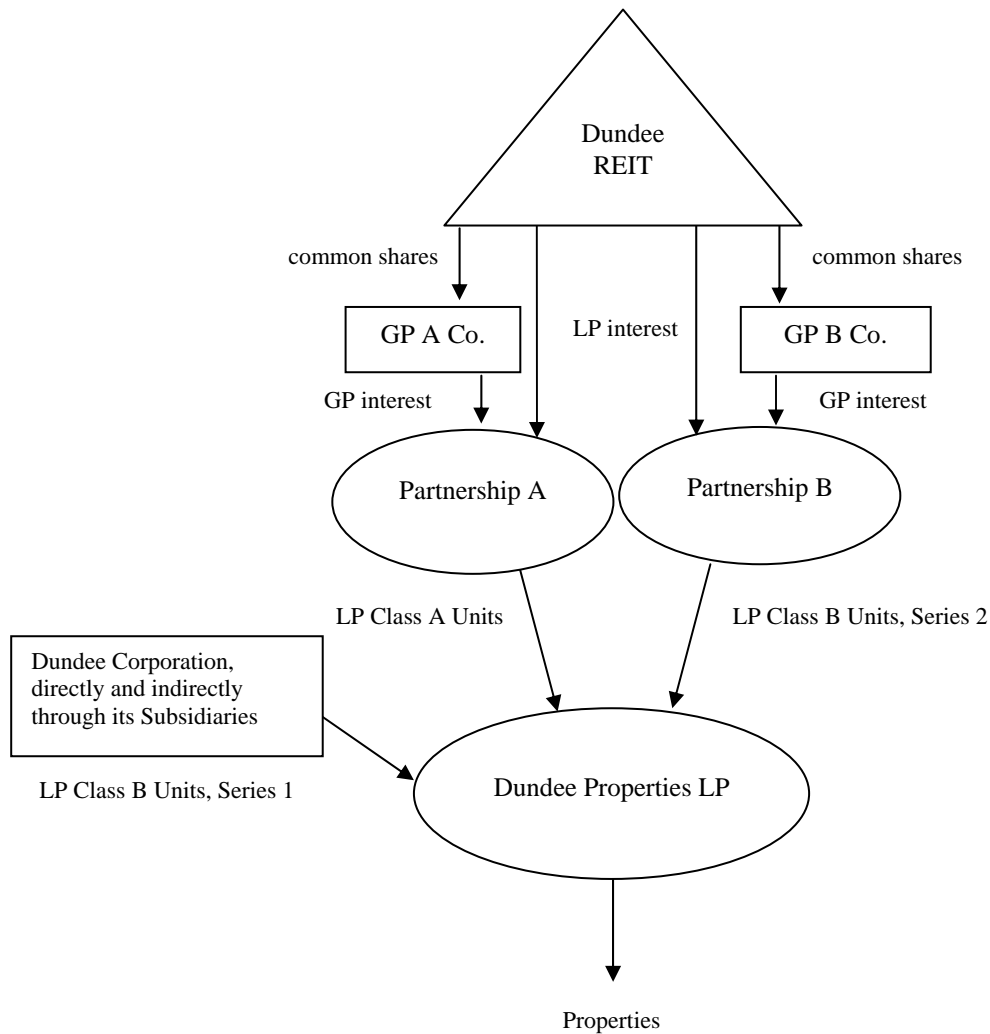 Dundee
REIT
common shares
common shares
GP A Co.
LP interest
GP B Co.
GP interest
GP interest
Partnership A
Partnership B
LP Class A Units
LP Class B Units, Series 2
Dundee Corporation,
directly and indirectly
through its Subsidiaries
LP Class B Units, Series 1
Dundee Properties LP
Properties